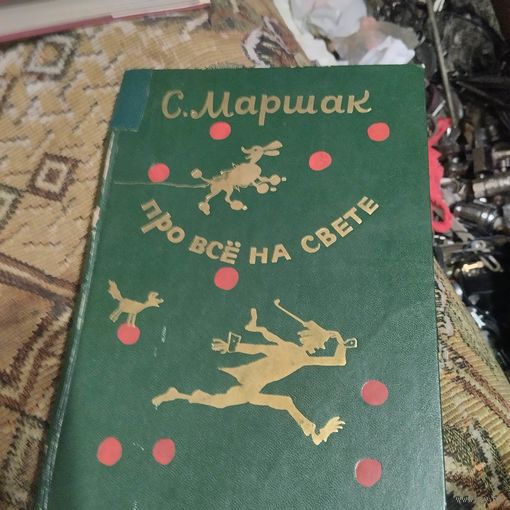 С. Маршак
про всё на свете